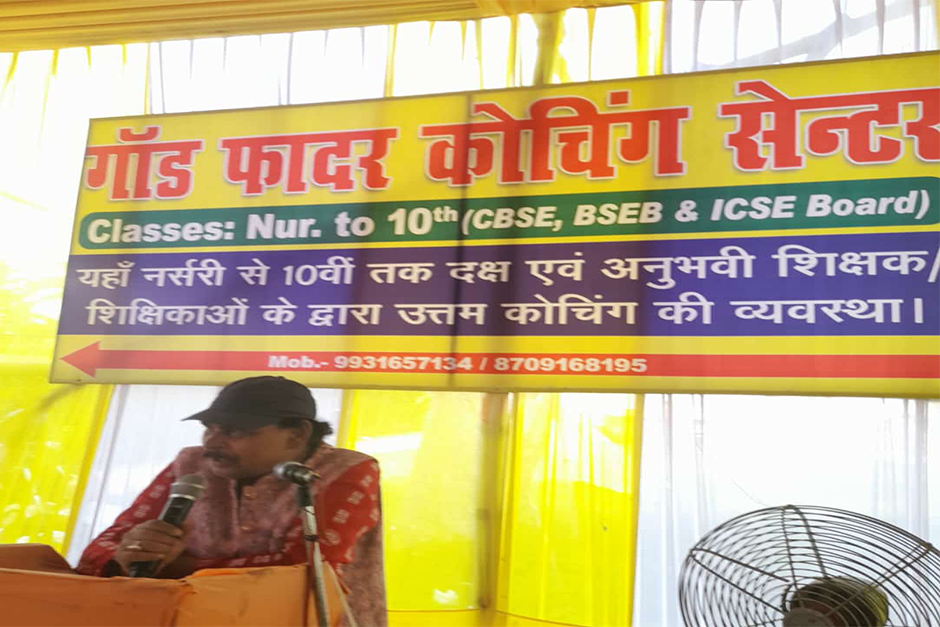 गॉड फादर कोचिंग सेन्टर
Classes: Nur. to 10th (CBSE, BSEB & ICSE Board)
यहाँ नर्सरी से 10वीं तक दक्ष एवं अनुभवी शिक्षक/
शिक्षिकाओं के द्वारा उत्तम कोचिंग की व्यवस्था।
Mob.- 9931657134 / 8709168195